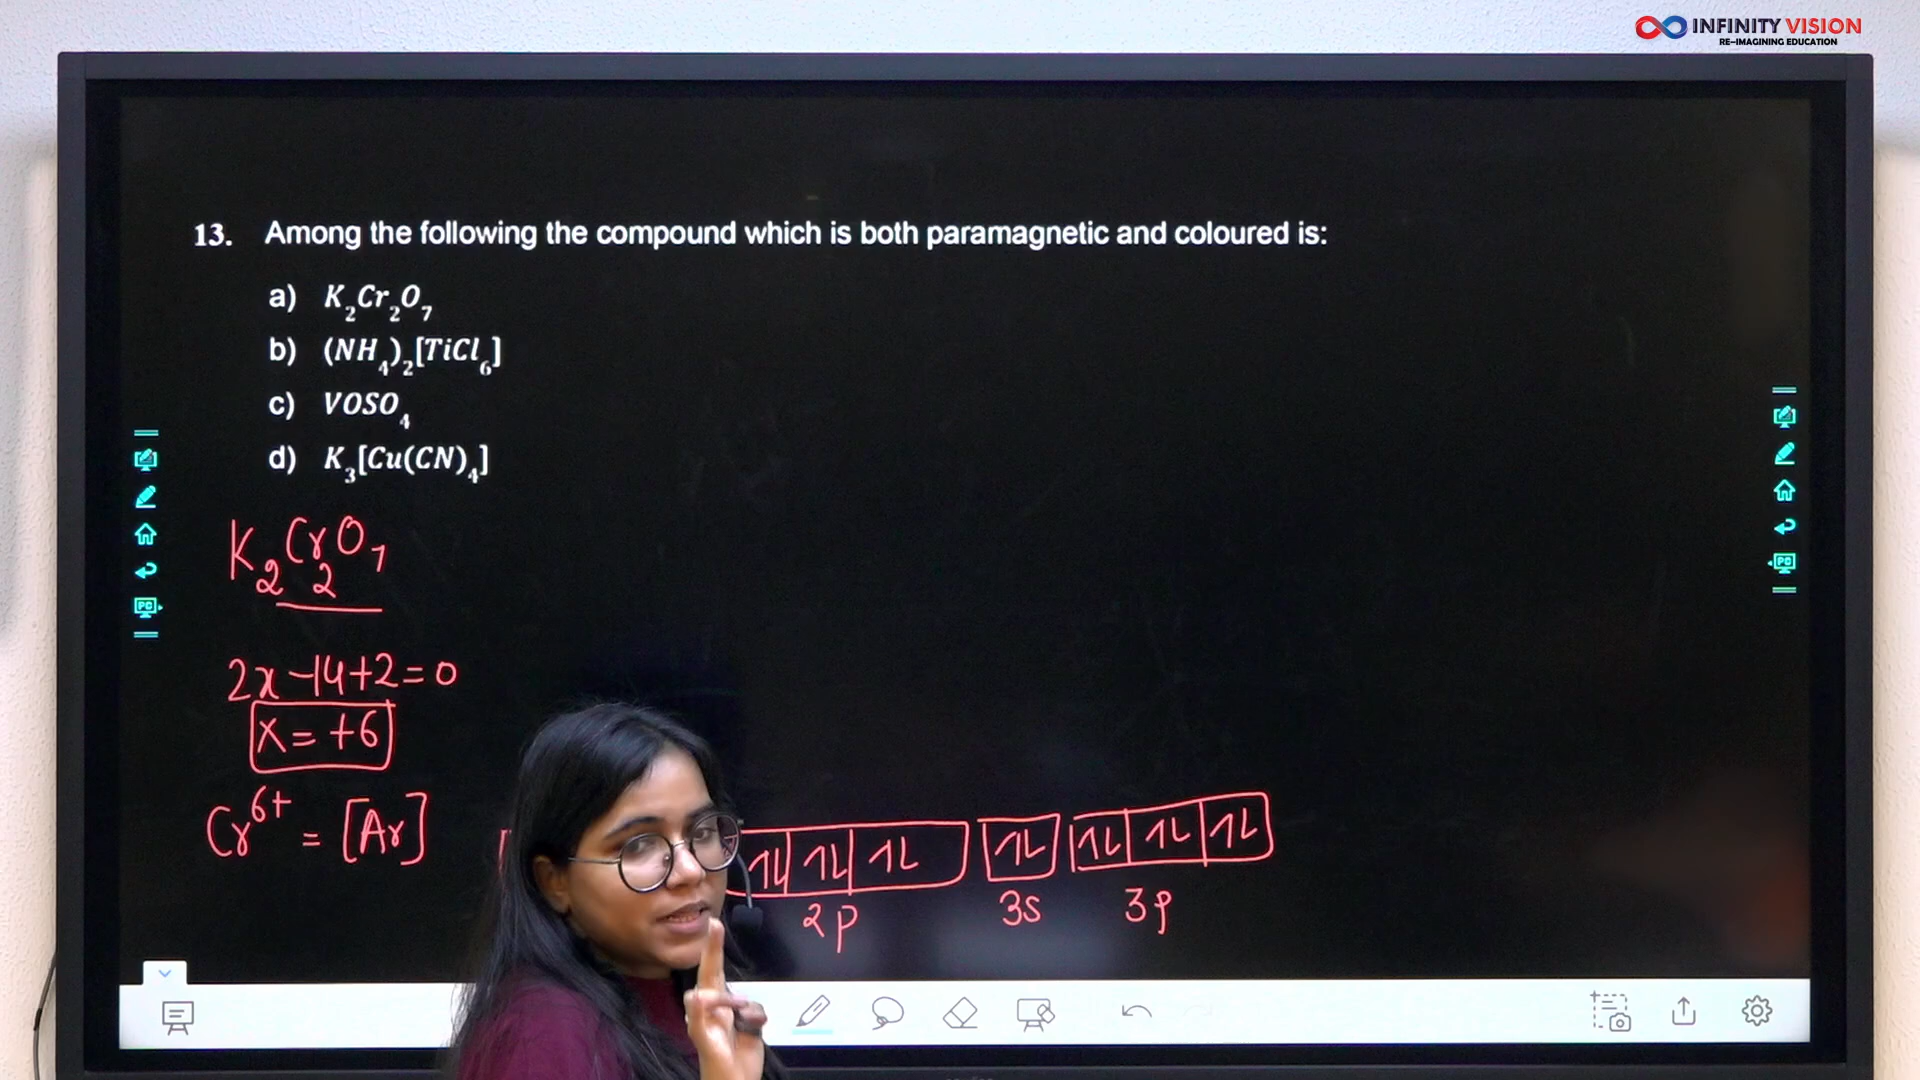 INFINITY VISION
RE-IMAGINING EDUCATION
13. Among the following the compound which is both paramagnetic and coloured is:
a) K₂Cr₂O₇
b) (NH₄)₂[TiCl₆]
c) VOSO₄
d) K₃[Cu(CN)₄]
K₂Cr₂O₇
2x -14+2=0
x = +6
Cr⁶⁺ = [Ar]
2p 3s 3p